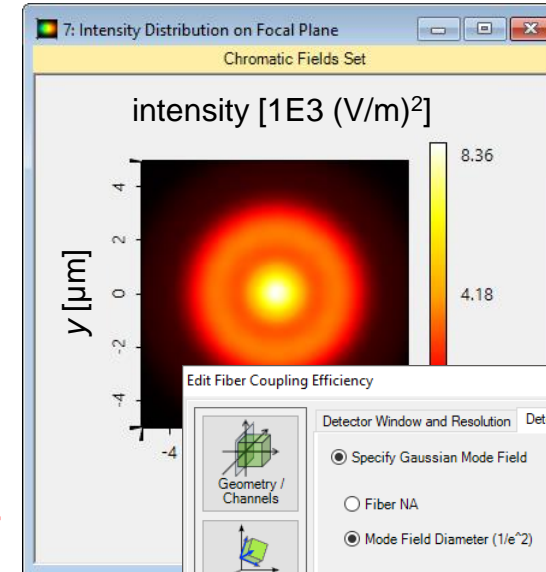 7: Intensity Distribution on Focal Plane
Chromatic Fields Set
intensity [1E3 (V/m)²]
8.36
4.18
y [µm]
4
2
0
-2
-4
-4
Edit Fiber Coupling Efficiency
Detector Window and Resolution Det
Geometry /
Channels
Specify Gaussian Mode Field
Fiber NA
Mode Field Diameter (1/e^2)